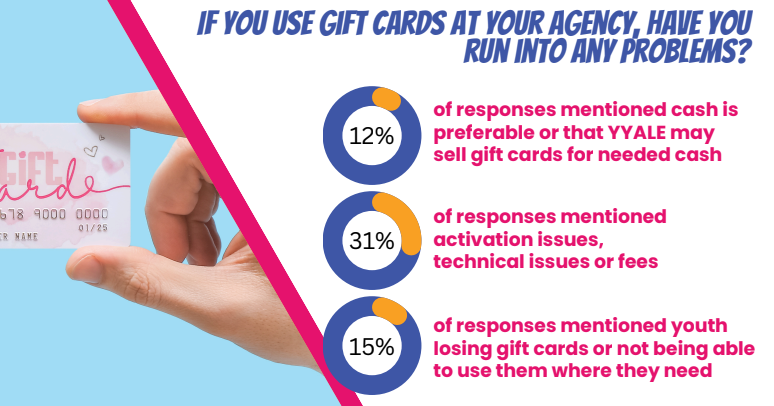 IF YOU USE GIFT CARDS AT YOUR AGENCY, HAVE YOU
RUN INTO ANY PROBLEMS?
12%
of responses mentioned cash is
preferable or that YYALE may
sell gift cards for needed cash
31%
of responses mentioned
activation issues,
technical issues or fees
15%
of responses mentioned youth
losing gift cards or not being able
to use them where they need
Gift
arde
678 9000 0000
01/25
ER NAME